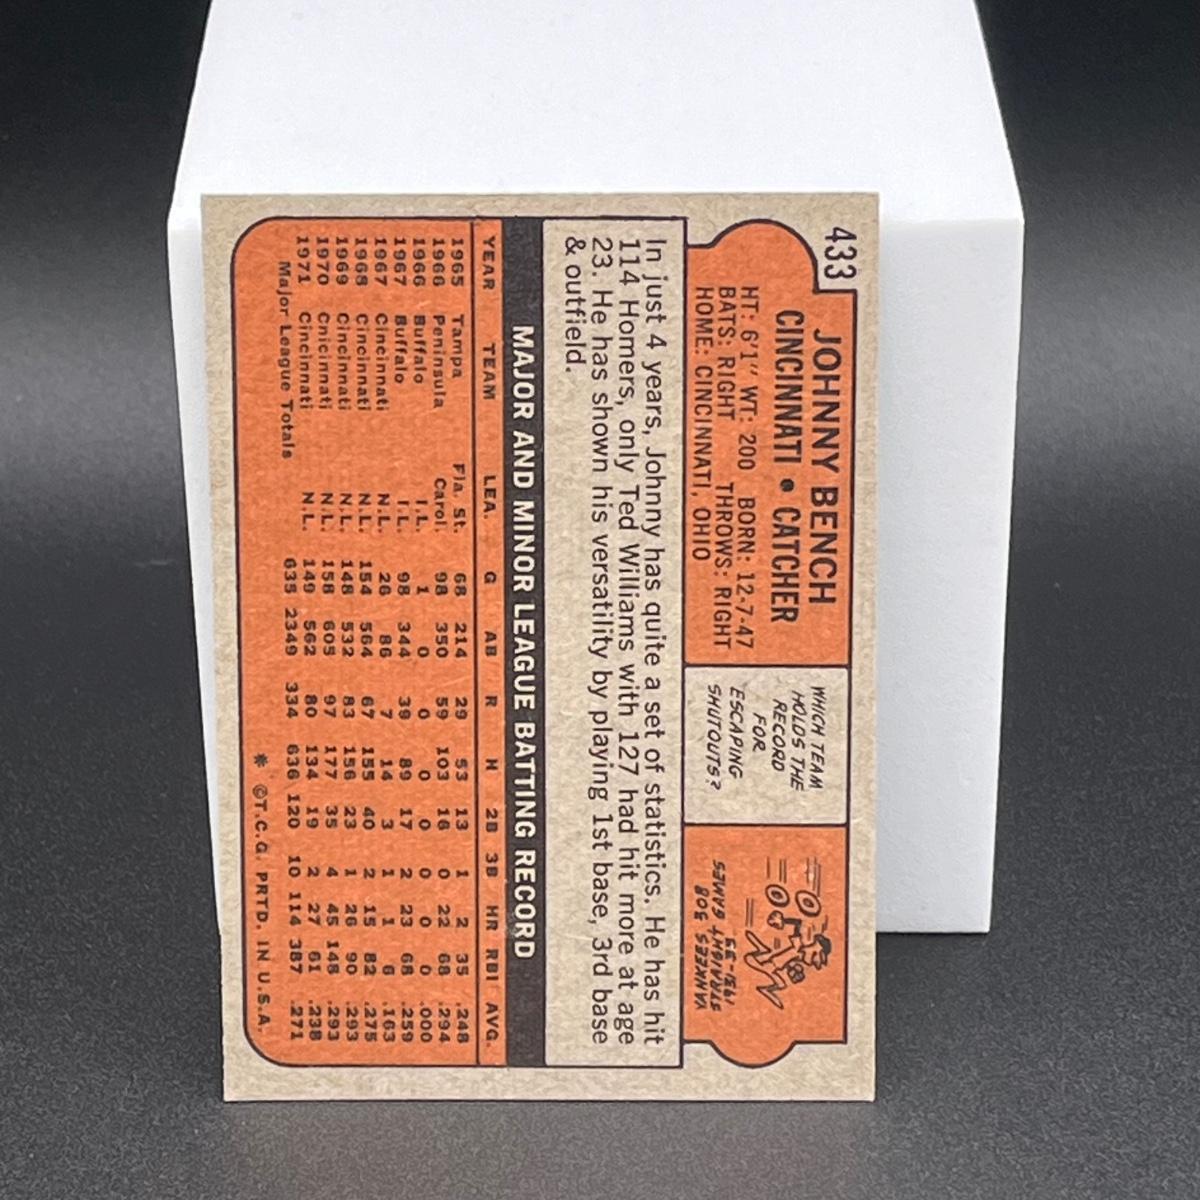 433
JOHNNY BENCH
CINCINNATI • CATCHER
HT: 6'1" WT: 200 BORN: 12-7-47
BATS: RIGHT THROWS: RIGHT
HOME: CINCINNATI, OHIO
WHICH TEAM
HOLDS THE
RECORD
FOR
ESCAPING
SHUTOUTS?
YANKEES 308
STRAIGHT GAMES
1931-33
In just 4 years, Johnny has quite a set of statistics. He has hit
114 Homers, only Ted Williams with 127 had hit more at age
23. He has shown his versatility by playing 1st base, 3rd base
& outfield.
MAJOR AND MINOR LEAGUE BATTING RECORD
YEAR TEAM LEA. G AB R H 2B 3B HR RBI AVG.
1965 Tampa Fla. St. 68 214 29 53 13 1 2 35 .248
1966 Peninsula Carol. 98 350 59 103 16 0 22 68 .294
1966 Buffalo I.L. 1 0 0 0 0 0 0 0 .000
1967 Buffalo I.L. 98 344 39 89 17 2 23 68 .259
1967 Cincinnati N.L. 26 86 7 14 3 1 1 6 .163
1968 Cincinnati N.L. 154 564 67 155 40 2 15 82 .275
1969 Cincinnati N.L. 148 532 83 156 23 1 26 90 .293
1970 Cnicinnati N.L. 158 605 97 177 35 4 45 148 .293
1971 Cincinnati N.L. 149 562 80 134 19 2 27 61 .238
Major League Totals 635 2349 334 636 120 10 114 387 .271
* ©T.C.G. PRTD. IN U.S.A.